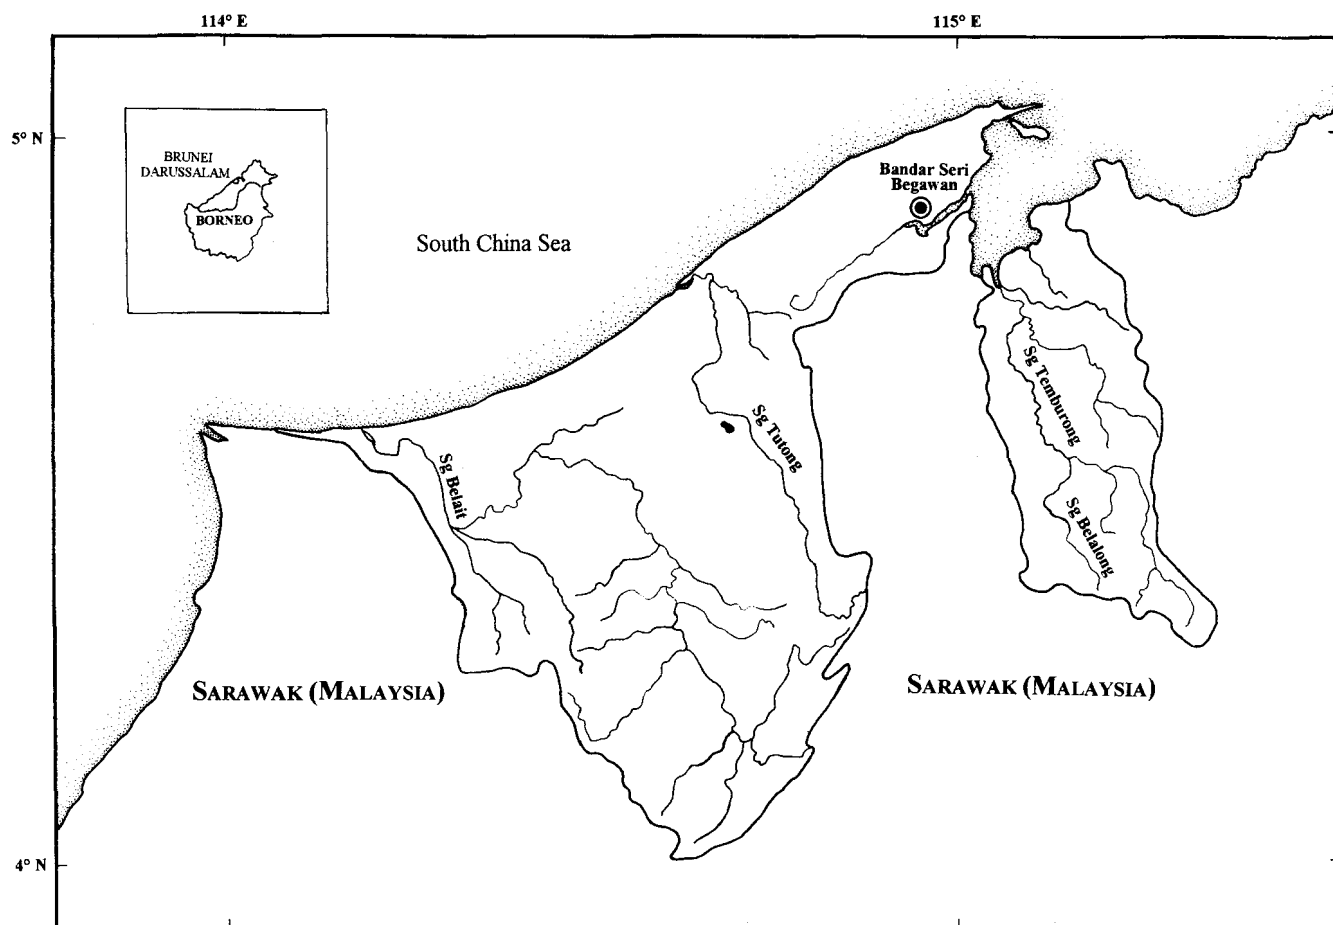 114° E
115° E
5° N
BRUNEI
DARUSSALAM
BORNEO
South China Sea
Bandar Seri
Begawan
Sg Temburong
Sg Tutong
Sg Belait
Sg Belalong
SARAWAK (MALAYSIA)
SARAWAK (MALAYSIA)
4° N